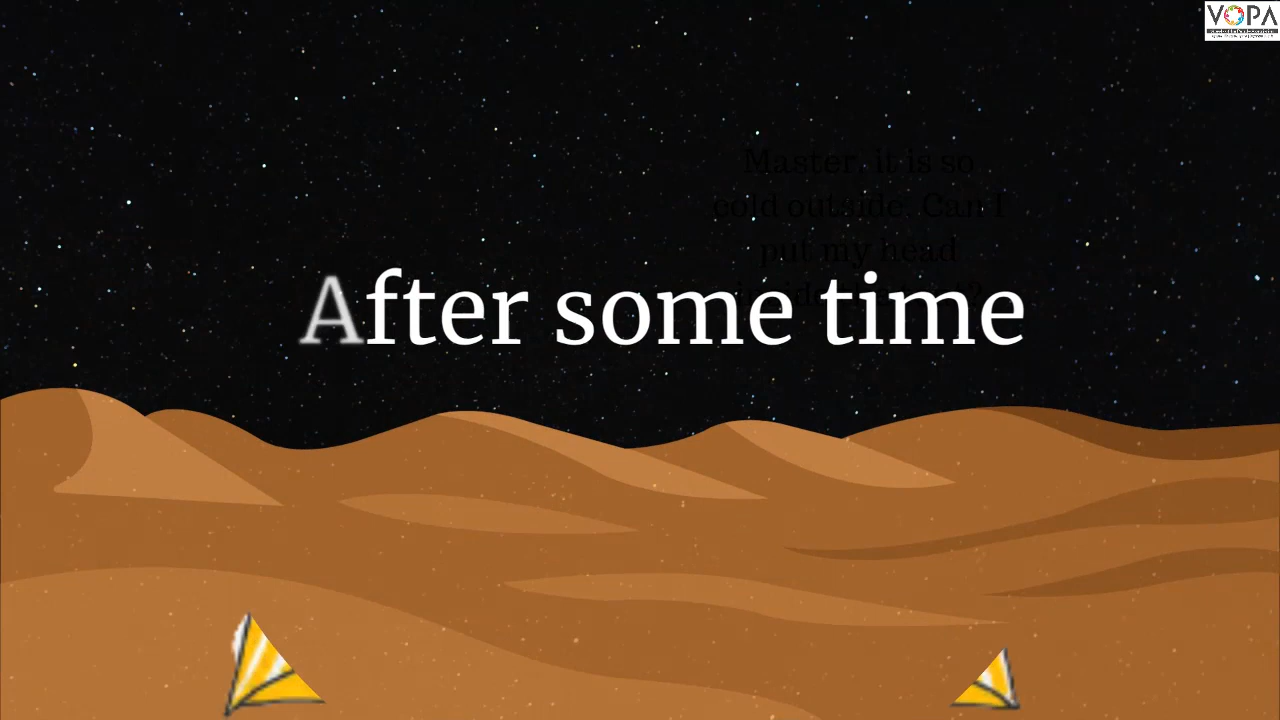 VOPA
Master, it is so
cold outside. Can I
put my head
After some time